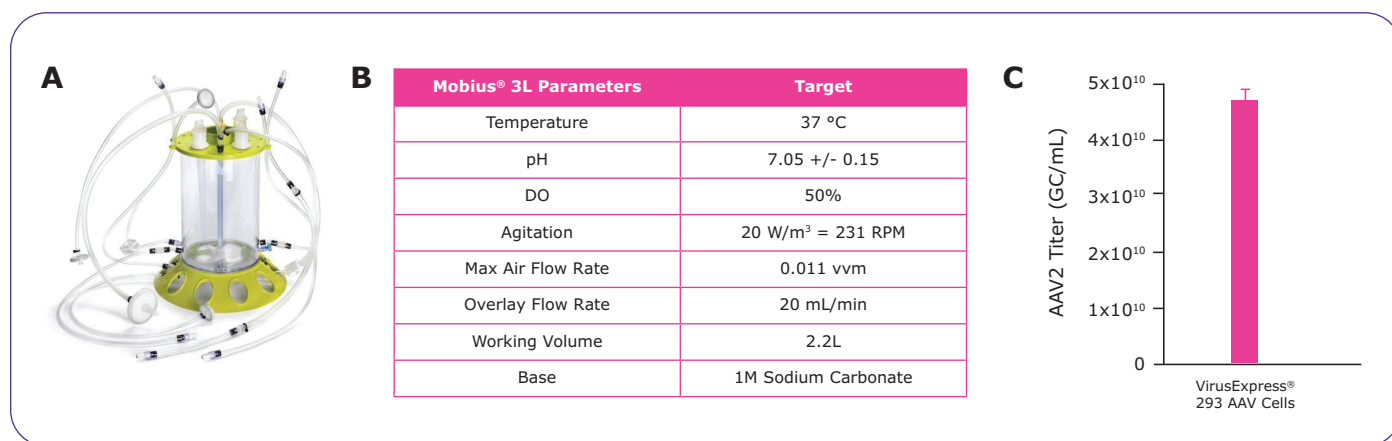 A
B
Mobius® 3L Parameters Target
Temperature 37 °C
pH 7.05 +/- 0.15
DO 50%
Agitation 20 W/m³ = 231 RPM
Max Air Flow Rate 0.011 vvm
Overlay Flow Rate 20 mL/min
Working Volume 2.2L
Base 1M Sodium Carbonate
C
AAV2 Titer (GC/mL)
5x10¹⁰
4x10¹⁰
3x10¹⁰
2x10¹⁰
1x10¹⁰
0
VirusExpress®
293 AAV Cells